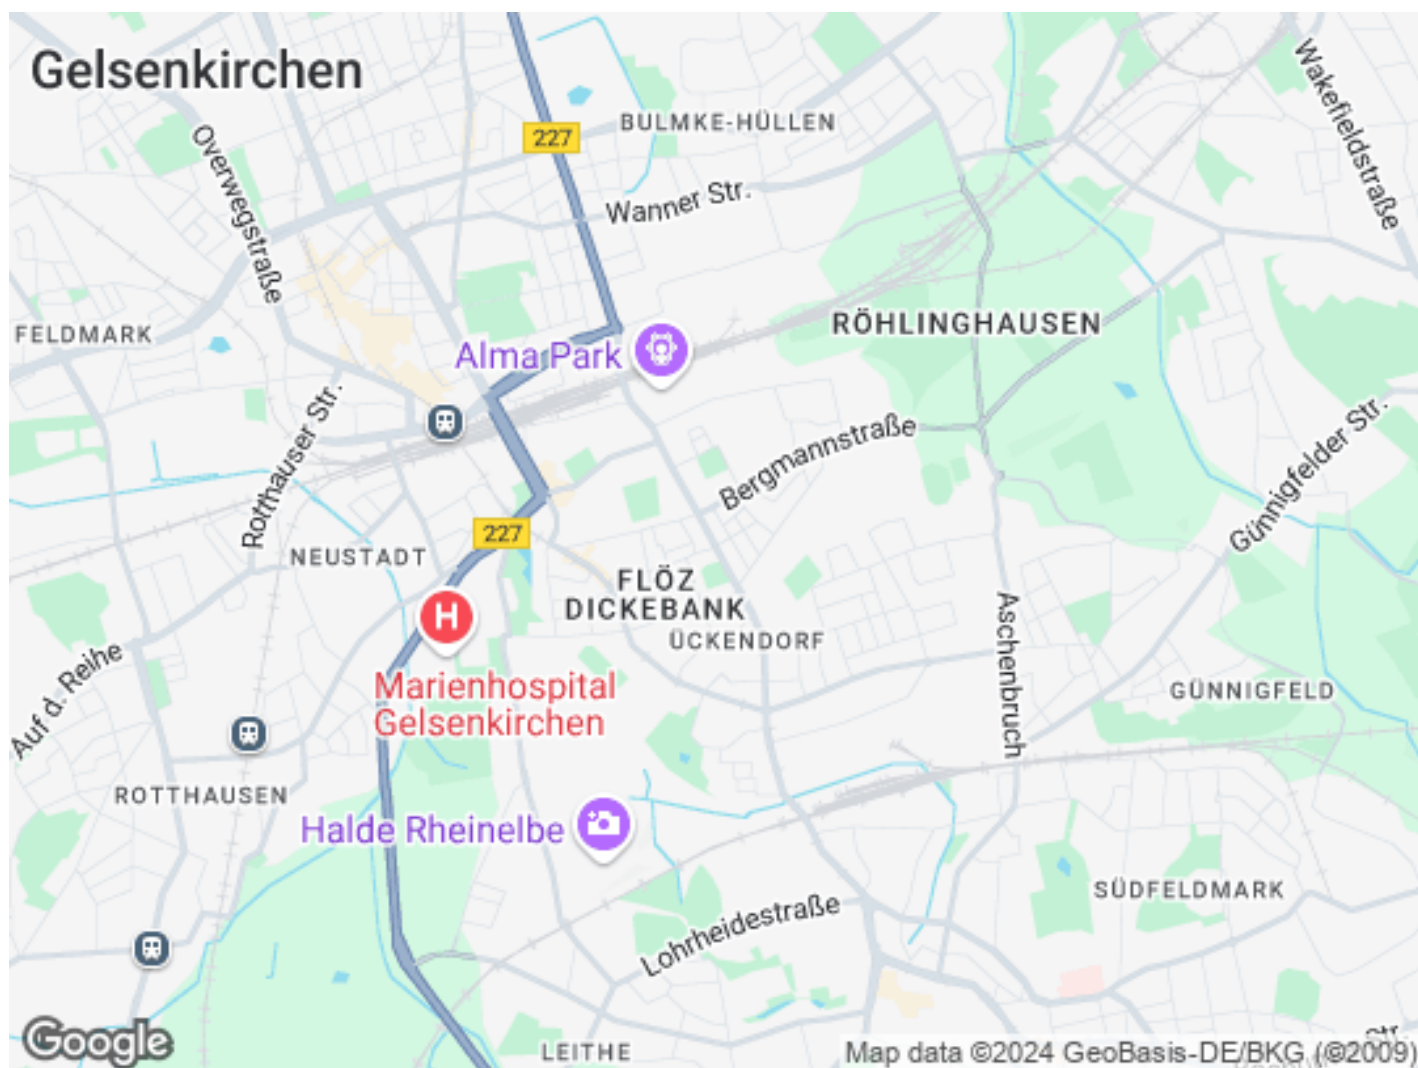 Gelsenkirchen
227
BULMKE-HÜLLEN
Wakefieldstraße
Overwegstraße
Wanner Str.
FELDMARK
RÖHLINGHAUSEN
Alma Park
Rotthauser Str.
Bergmannstraße
Günnigfelder Str.
227
NEUSTADT
FLÖZ
DICKEBANK
ÜCKENDORF
H
Aschenbruch
Auf d. Reihe
Marienhospital
Gelsenkirchen
GÜNNIGFELD
ROTTHAUSEN
Halde Rheinelbe
SÜDFELDMARK
Lohrheidestraße
Google
LEITHE
Str.
Map data ©2024 GeoBasis-DE/BKG (©2009)